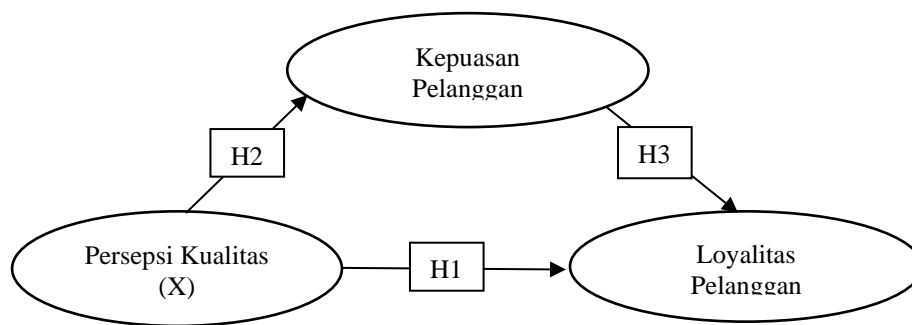 Kepuasan
Pelanggan
H2
H3
Persepsi Kualitas
(X)
H1
Loyalitas
Pelanggan